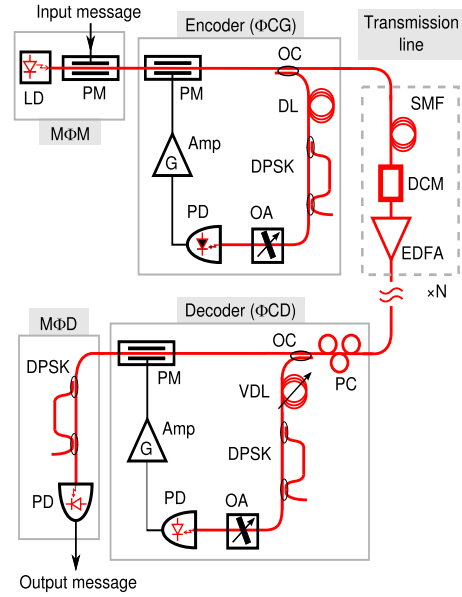 Input message
Encoder (ΦCG)
Transmission
line
LD
PM
MΦM
PM
OC
DL
SMF
Amp
G
DPSK
DCM
PD
OA
EDFA
×N
MΦD
Decoder (ΦCD)
DPSK
PM
OC
PC
VDL
Amp
G
DPSK
PD
PD
OA
Output message